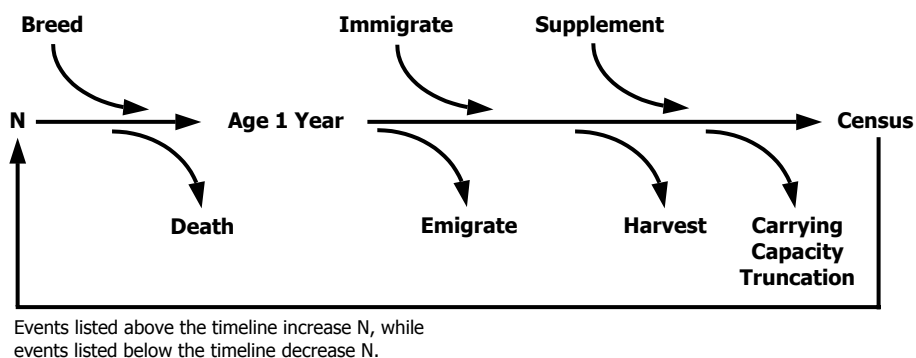 Breed
Immigrate
Supplement
N
Age 1 Year
Census
Death
Emigrate
Harvest
Carrying
Capacity
Truncation
Events listed above the timeline increase N, while
events listed below the timeline decrease N.